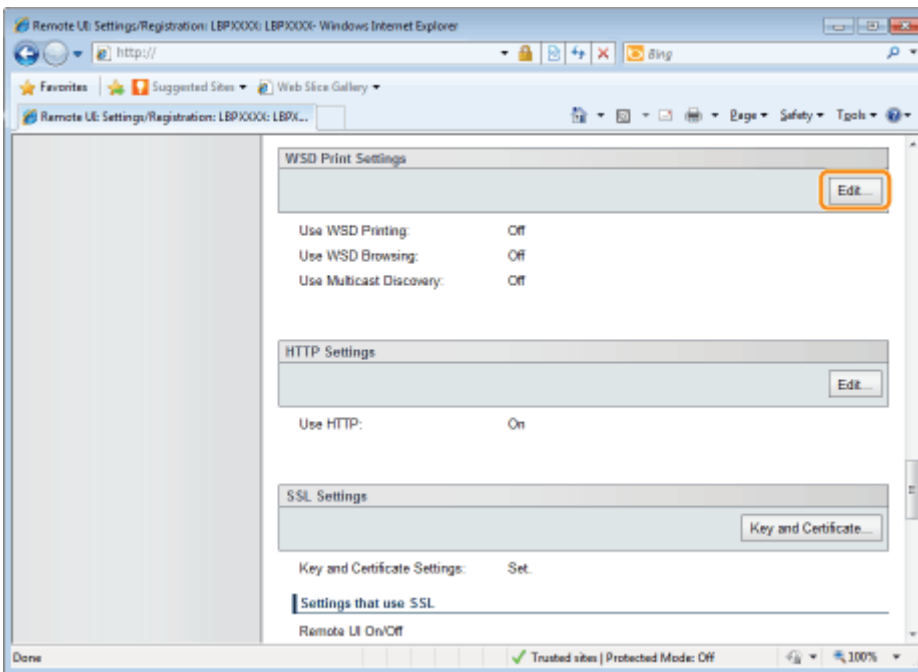 Remote UI: Settings/Registration: LBPXXXX: LBPXXXX- Windows Internet Explorer
http://
Bing
Favorites Suggested Sites Web Slice Gallery
Remote UI: Settings/Registration: LBPXXXX: LBPX...
Page Safety Tools
WSD Print Settings
Edit...
Use WSD Printing: Off
Use WSD Browsing: Off
Use Multicast Discovery: Off
HTTP Settings
Edit...
Use HTTP: On
SSL Settings
Key and Certificate...
Key and Certificate Settings: Set.
Settings that use SSL
Remote UI On/Off
Done Trusted sites | Protected Mode: Off 100%